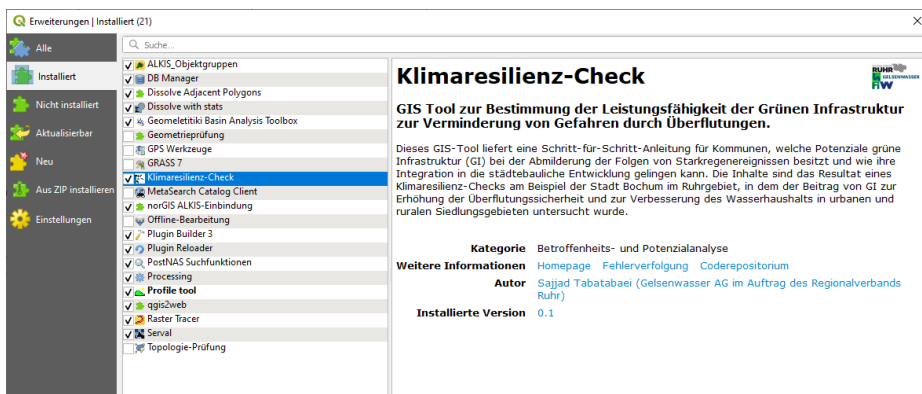 Erweiterungen | Installiert (21)
Alle
Installiert
Nicht installiert
Aktualisierbar
Neu
Aus ZIP installieren
Einstellungen
Suche...
ALKIS_Objektgruppen
DB Manager
Dissolve Adjacent Polygons
Dissolve with stats
Geomeletitiki Basin Analysis Toolbox
Geometrieprüfung
GPS Werkzeuge
GRASS 7
Klimaresilienz-Check
MetaSearch Catalog Client
norGIS ALKIS-Einbindung
Offline-Bearbeitung
Plugin Builder 3
Plugin Reloader
PostNAS Suchfunktionen
Processing
Profile tool
qgis2web
Raster Tracer
Serval
Topologie-Prüfung
Klimaresilienz-Check
RUHR
GELSENWASSER
GIS Tool zur Bestimmung der Leistungsfähigkeit der Grünen Infrastruktur
zur Verminderung von Gefahren durch Überflutungen.
Dieses GIS-Tool liefert eine Schritt-für-Schritt-Anleitung für Kommunen, welche Potenziale grüne
Infrastruktur (GI) bei der Abmilderung der Folgen von Starkregenereignissen besitzt und wie ihre
Integration in die städtebauliche Entwicklung gelingen kann. Die Inhalte sind das Resultat eines
Klimaresilienz-Checks am Beispiel der Stadt Bochum im Ruhrgebiet, in dem der Beitrag von GI zur
Erhöhung der Überflutungssicherheit und zur Verbesserung des Wasserhaushalts in urbanen und
ruralen Siedlungsgebieten untersucht wurde.
Kategorie Betroffenheits- und Potenzialanalyse
Weitere Informationen Homepage Fehlerverfolgung Coderepositorium
Autor Sajjad Tabatabaei (Gelsenwasser AG im Auftrag des Regionalverbands
Ruhr)
Installierte Version 0.1